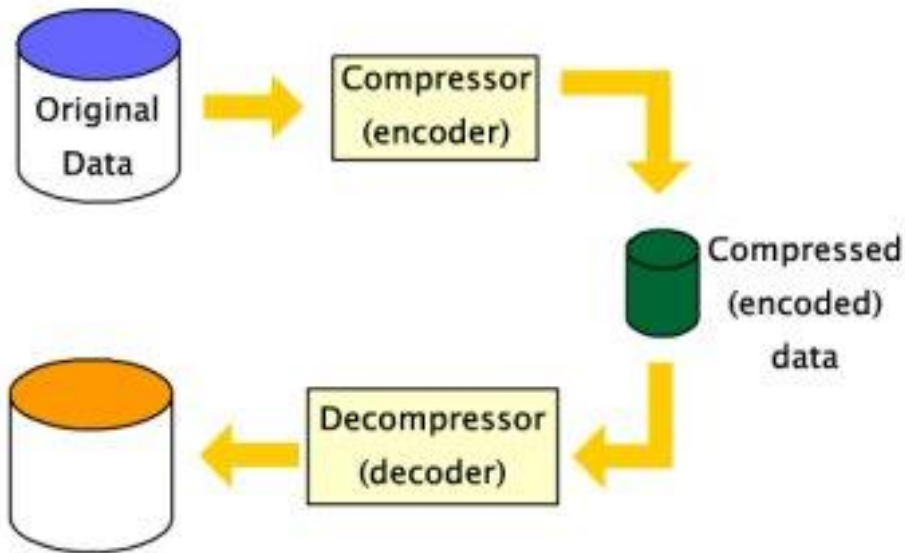 Original
Data
Compressor
(encoder)
Compressed
(encoded)
data
Decompressor
(decoder)